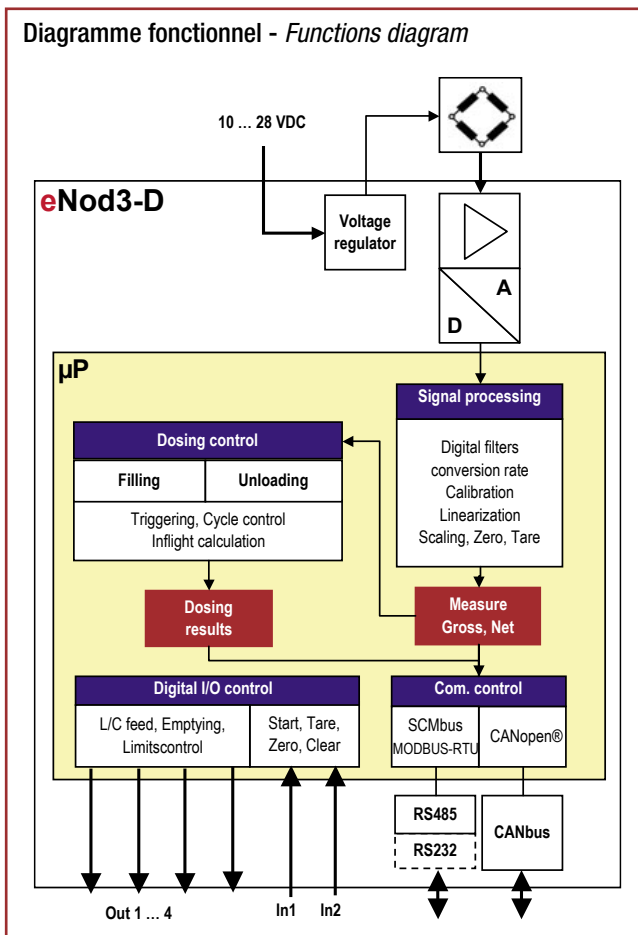 Diagramme fonctionnel - Functions diagram
10 ... 28 VDC
eNod3-D
Voltage
regulator
A
D
µP
Signal processing
Digital filters
conversion rate
Calibration
Linearization
Scaling, Zero, Tare
Dosing control
Filling
Unloading
Triggering, Cycle control
Inflight calculation
Dosing
results
Measure
Gross, Net
Digital I/O control
L/C feed, Emptying,
Limitscontrol
Start, Tare,
Zero, Clear
Com. control
SCMbus
MODBUS-RTU
CANopen®
RS485
RS232
CANbus
Out 1 ... 4
In1
In2